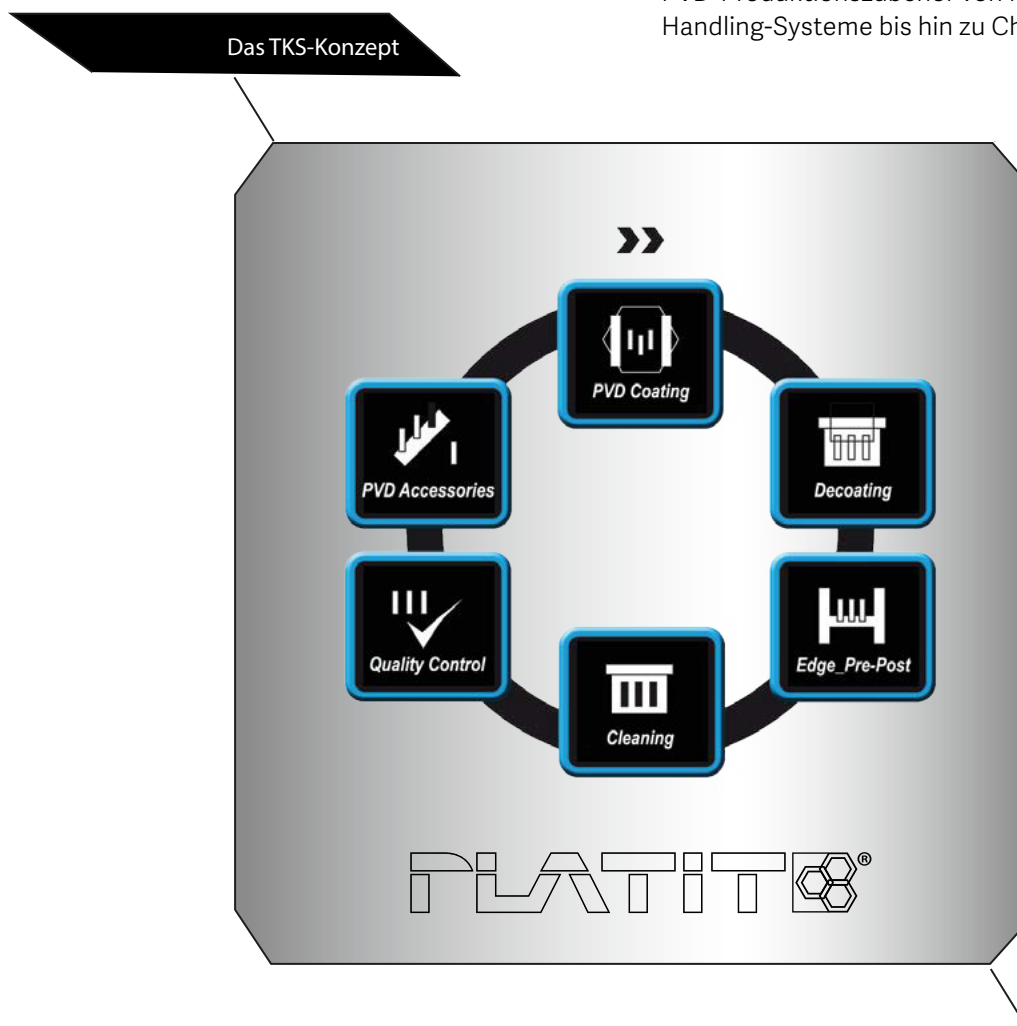 Handling-Systeme bis hin zu
Das TKS-Konzept
PVD Coating
PVD Accessories
Decoating
Quality Control
Edge_Pre-Post
Cleaning
PLATIT®